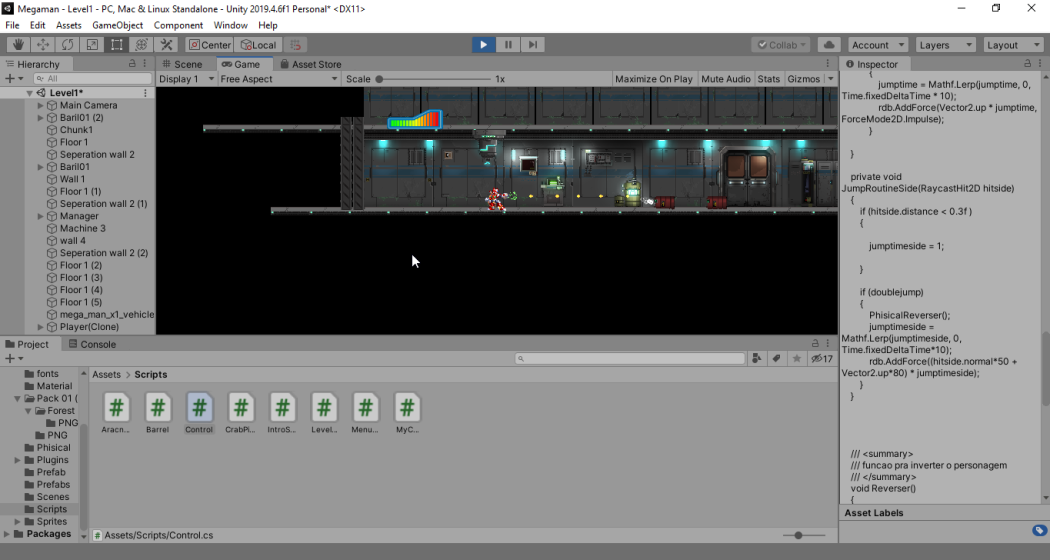 Megaman - Level1 - PC, Mac & Linux Standalone - Unity 2019.4.6f1 Personal* <DX11>
File Edit Assets GameObject Component Window Help
Center Local Collab Account Layers Layout
Hierarchy
All
Level1*
Main Camera
Baril01 (2)
Chunk1
Floor 1
Seperation wall 2
Baril01
Wall 1
Floor 1 (1)
Seperation wall 2 (1)
Manager
Machine 3
wall 4
Seperation wall 2 (2)
Floor 1 (2)
Floor 1 (3)
Floor 1 (4)
Floor 1 (5)
mega_man_x1_vehicle
Player(Clone)
Scene Game Asset Store
Display 1 Free Aspect Scale 1x Maximize On Play Mute Audio Stats Gizmos
Inspector
{
jumptime = Mathf.Lerp(jumptime, 0,
Time.fixedDeltaTime * 10);
rdb.AddForce(Vector2.up * jumptime,
ForceMode2D.Impulse);
}
}
private void
JumpRoutineSide(RaycastHit2D hitside)
{
if (hitside.distance < 0.3f )
{
jumptimeside = 1;
}
if (doublejump)
{
PhisicalReverser();
jumptimeside =
Mathf.Lerp(jumptimeside, 0,
Time.fixedDeltaTime*10);
rdb.AddForce((hitside.normal*50 +
Vector2.up*80) * jumptimeside);
}
}
/// <summary>
/// funcao pra inverter o personagem
/// </summary>
void Reverser()
{
Asset Labels
Project Console
17
fonts
Material
Pack 01 (
Forest
PNG
PNG
Phisical
Plugins
Prefab
Prefabs
Scenes
Scripts
Sprites
Packages
Assets > Scripts
Aracn... Barrel Control CrabPi... IntroS... Level... Menu... MyC...
Assets/Scripts/Control.cs